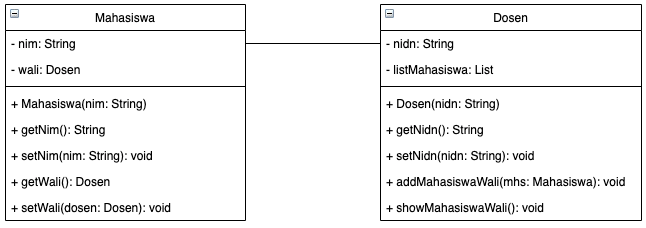 Mahasiswa
- nim: String
- wali: Dosen
+ Mahasiswa(nim: String)
+ getNim(): String
+ setNim(nim: String): void
+ getWali(): Dosen
+ setWali(dosen: Dosen): void
Dosen
- nidn: String
- listMahasiswa: List
+ Dosen(nidn: String)
+ getNidn(): String
+ setNidn(nidn: String): void
+ addMahasiswaWali(mhs: Mahasiswa): void
+ showMahasiswaWali(): void